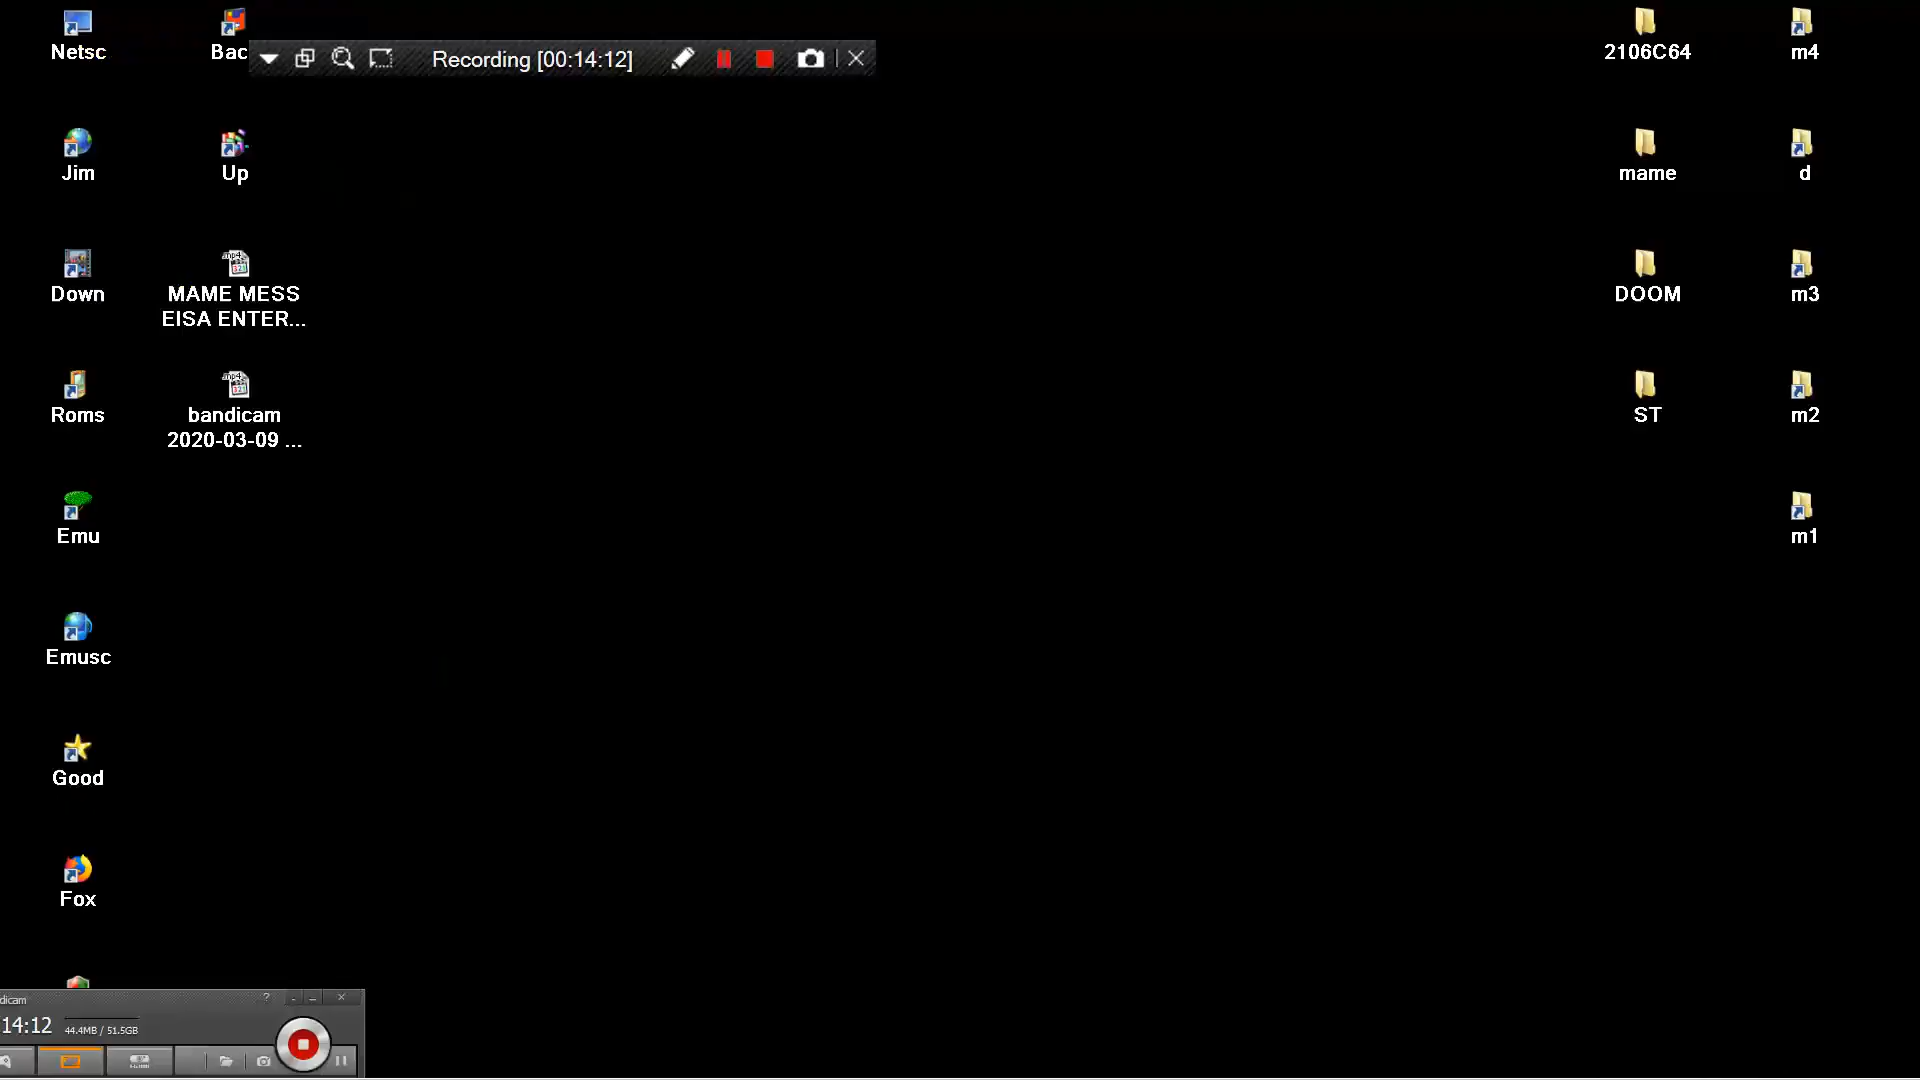 Netsc
Bac
Recording [00:14:12]
2106C64
m4
Jim
Up
mame
d
Down
MAME MESS
EISA ENTER...
DOOM
m3
Roms
bandicam
2020-03-09 ...
ST
m2
Emu
m1
Emusc
Good
Fox
dicam
14:12
44.4MB / 51.5GB